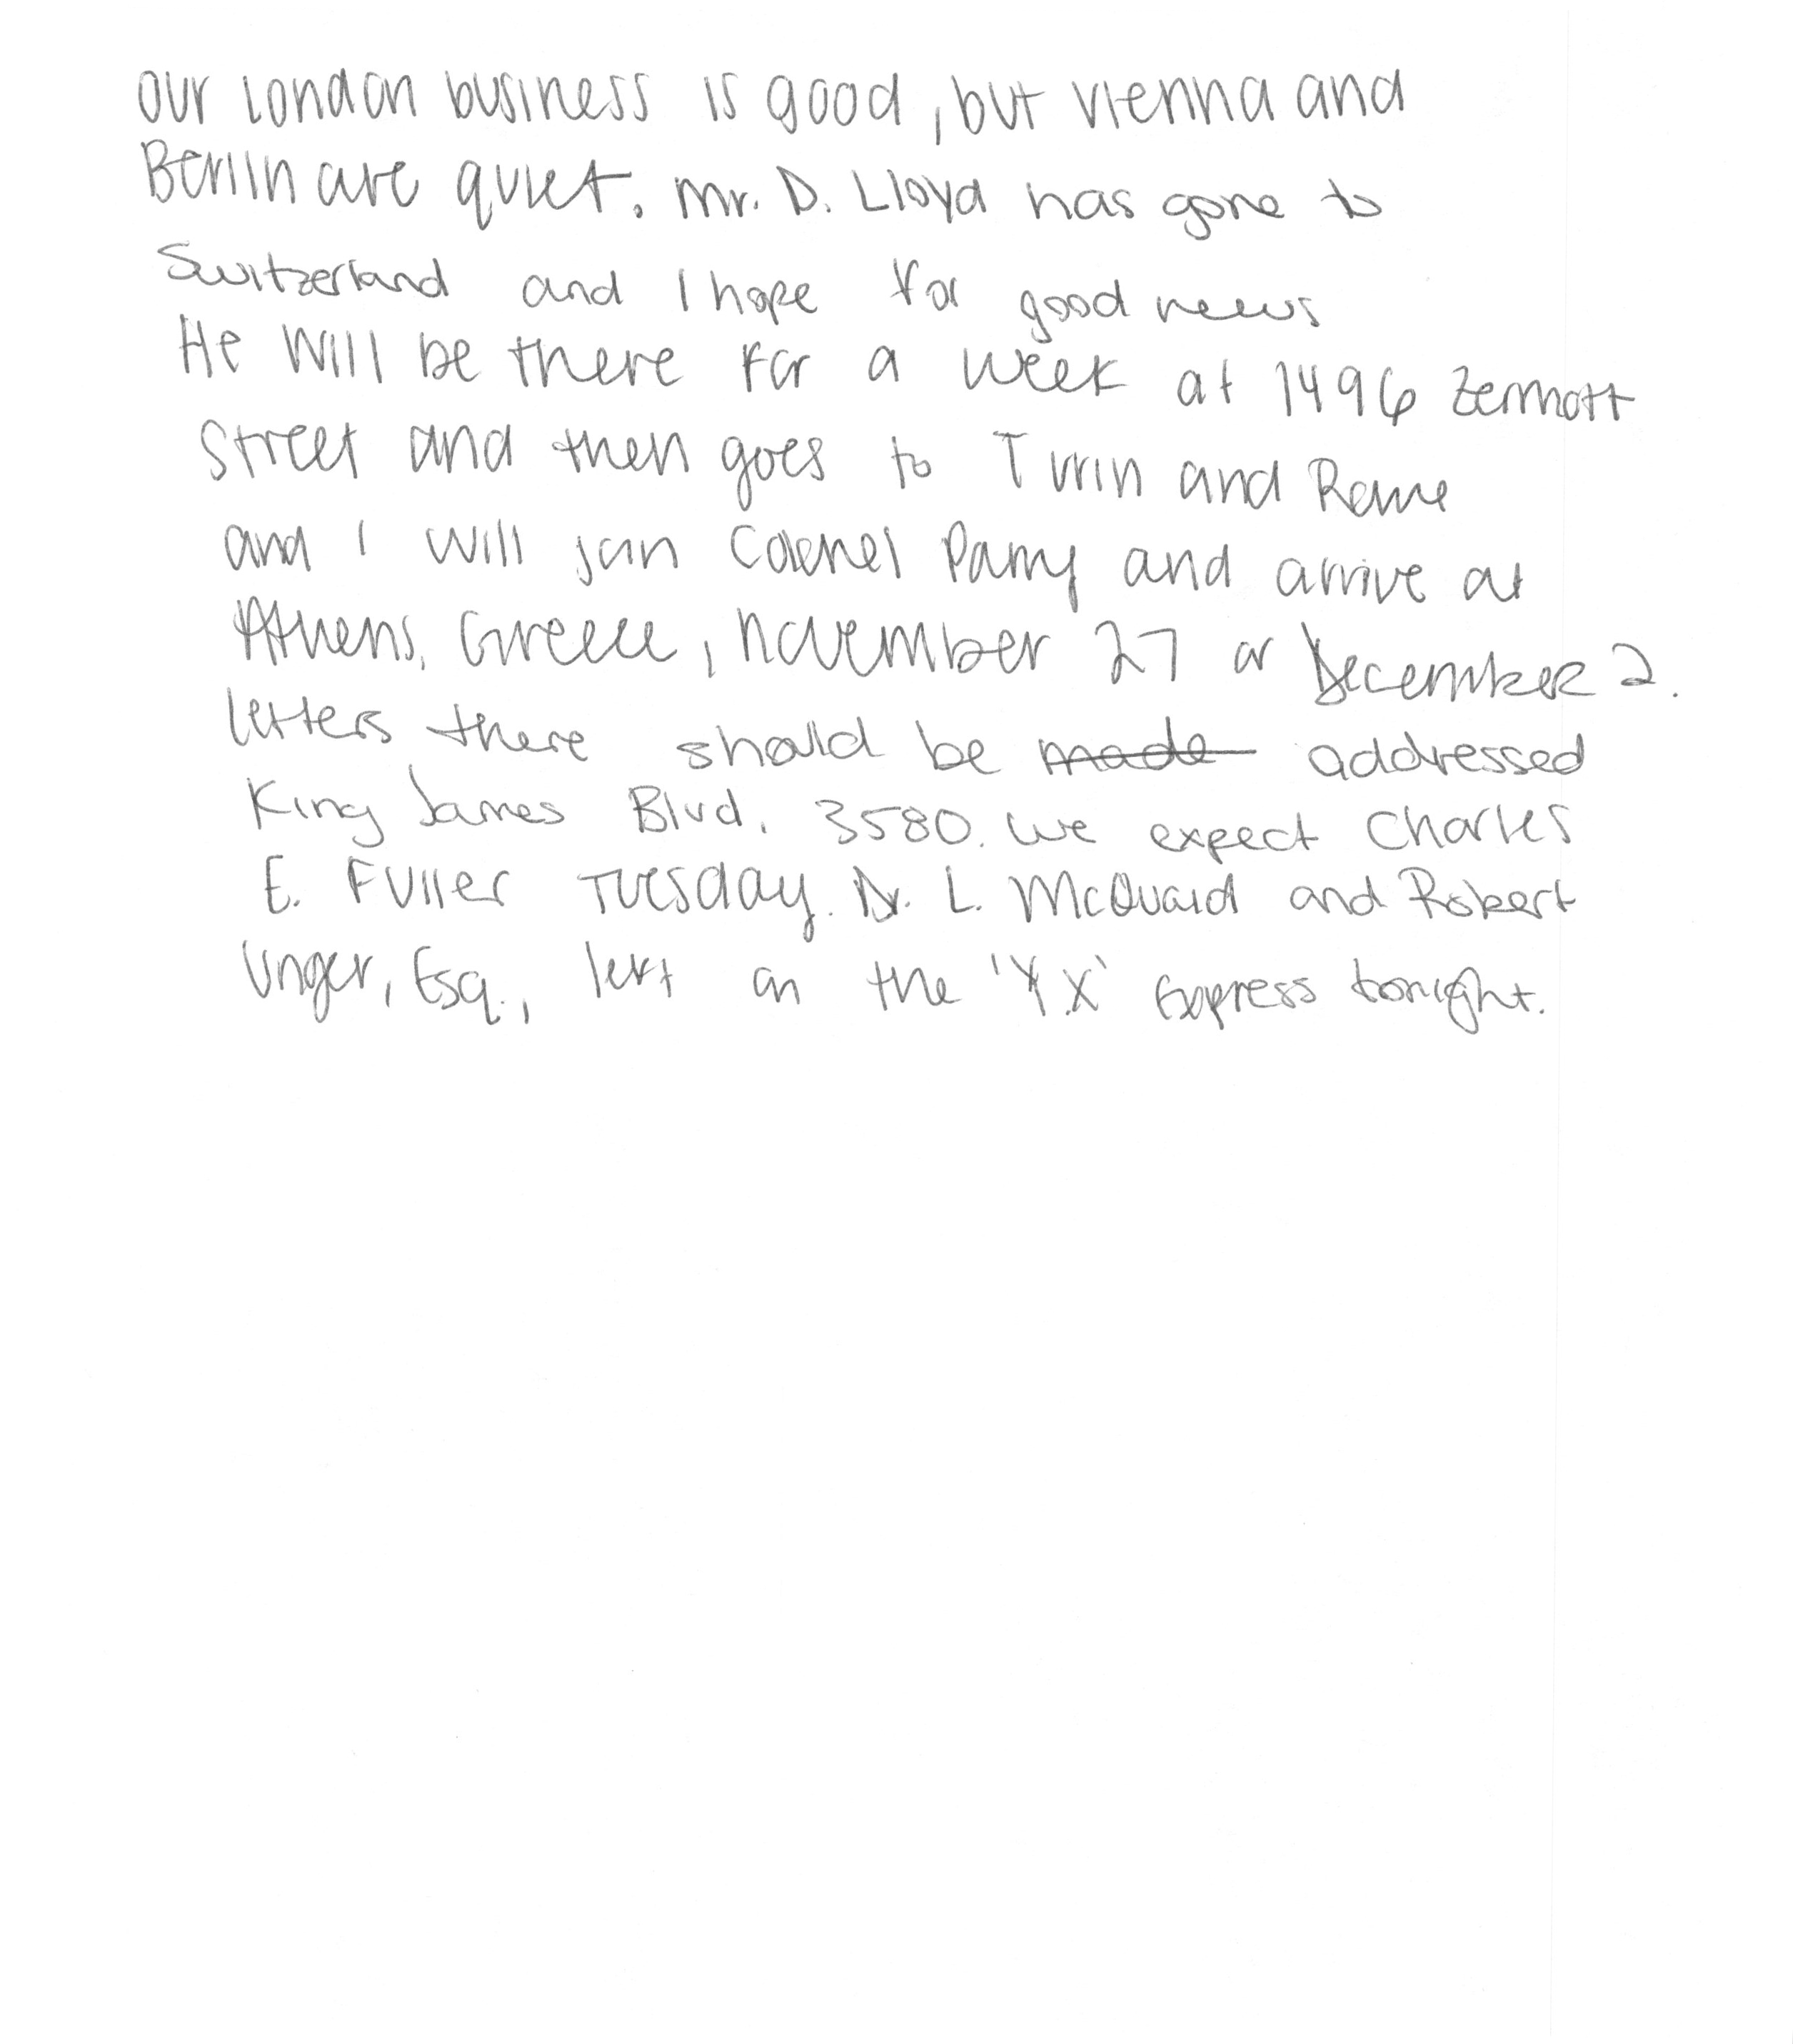 our London business is good, but vienna and
Berlin are quiet. Mr. D. Lloyd has gone to
Switzerland and I hope for good news
He will be there for a week at 1496 Zermott
Street and then goes to Turin and Rome
and I will join Colonel Parry and arrive at
Athens, Greece, november 27 or December 2.
letters there should be made addressed
King James Blvd. 3580. we expect Charles
E. Fuller Tuesday. Dr. L. McQuaid and Robert
Unger, Esq., left on the 'Y.X' Express tonight.